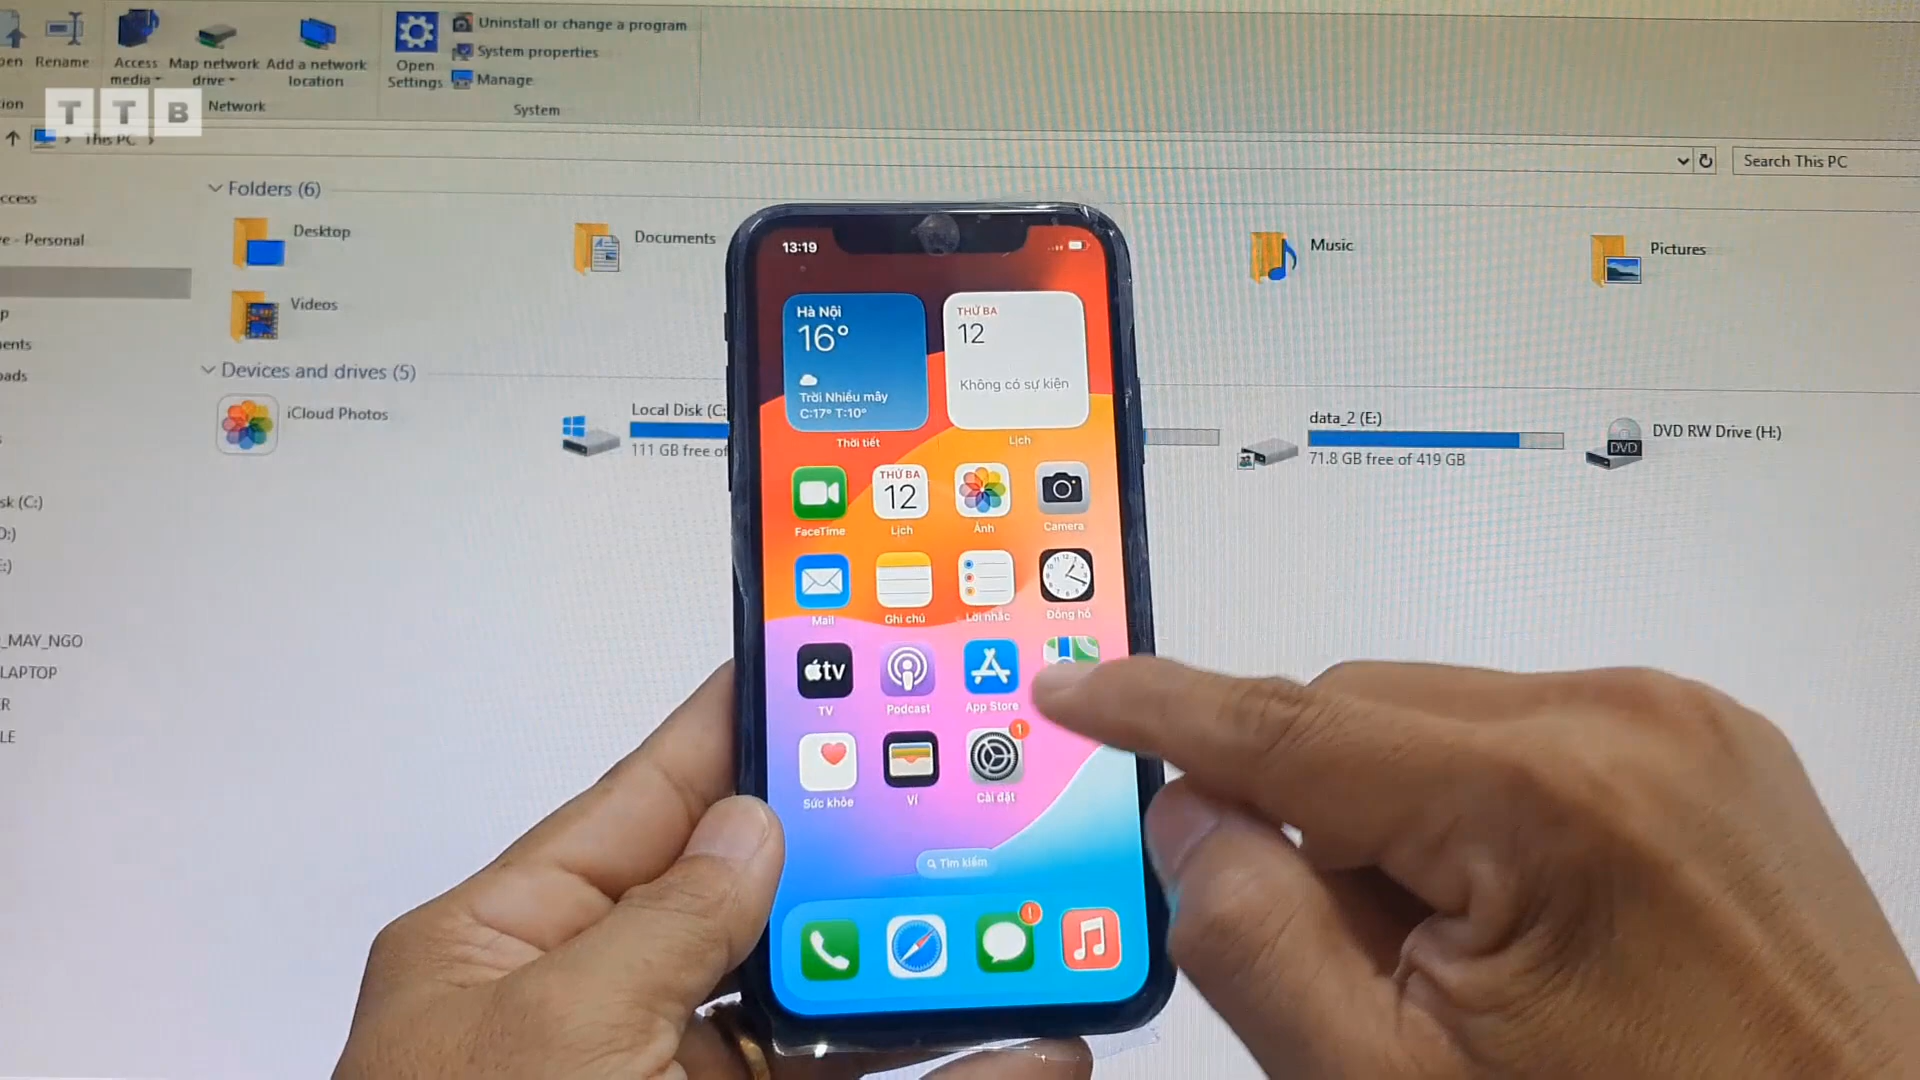 Rename
Access
media
Map network
drive
Add a network
location
Network
Open
Settings
Uninstall or change a program
System properties
Manage
System
TTB
This PC
Search This PC
- Personal
Folders (6)
Desktop
Documents
Music
Pictures
Videos
Devices and drives (5)
iCloud Photos
Local Disk (C:
111 GB free of
data_2 (E:)
71.8 GB free of 419 GB
DVD
DVD RW Drive (H:)
sk (C:)
_MAY_NGO
LAPTOP
13:19
Hà Nội
16°
Trời Nhiều mây
C:17° T:10°
Thời tiết
THỨ BA
12
Không có sự kiện
Lịch
FaceTime
THỨ BA
12
Lịch
Ảnh
Camera
Mail
Ghi chú
Lời nhắc
Đồng hồ
tv
TV
Podcast
App Store
Sức khỏe
Ví
1
Cài đặt
Tìm kiếm
!